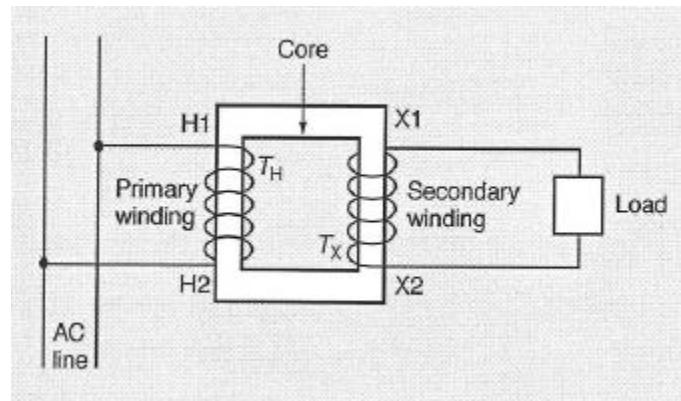 Core
H1
X1
T_H
Primary
winding
Secondary
winding
Load
T_X
H2
X2
AC
line